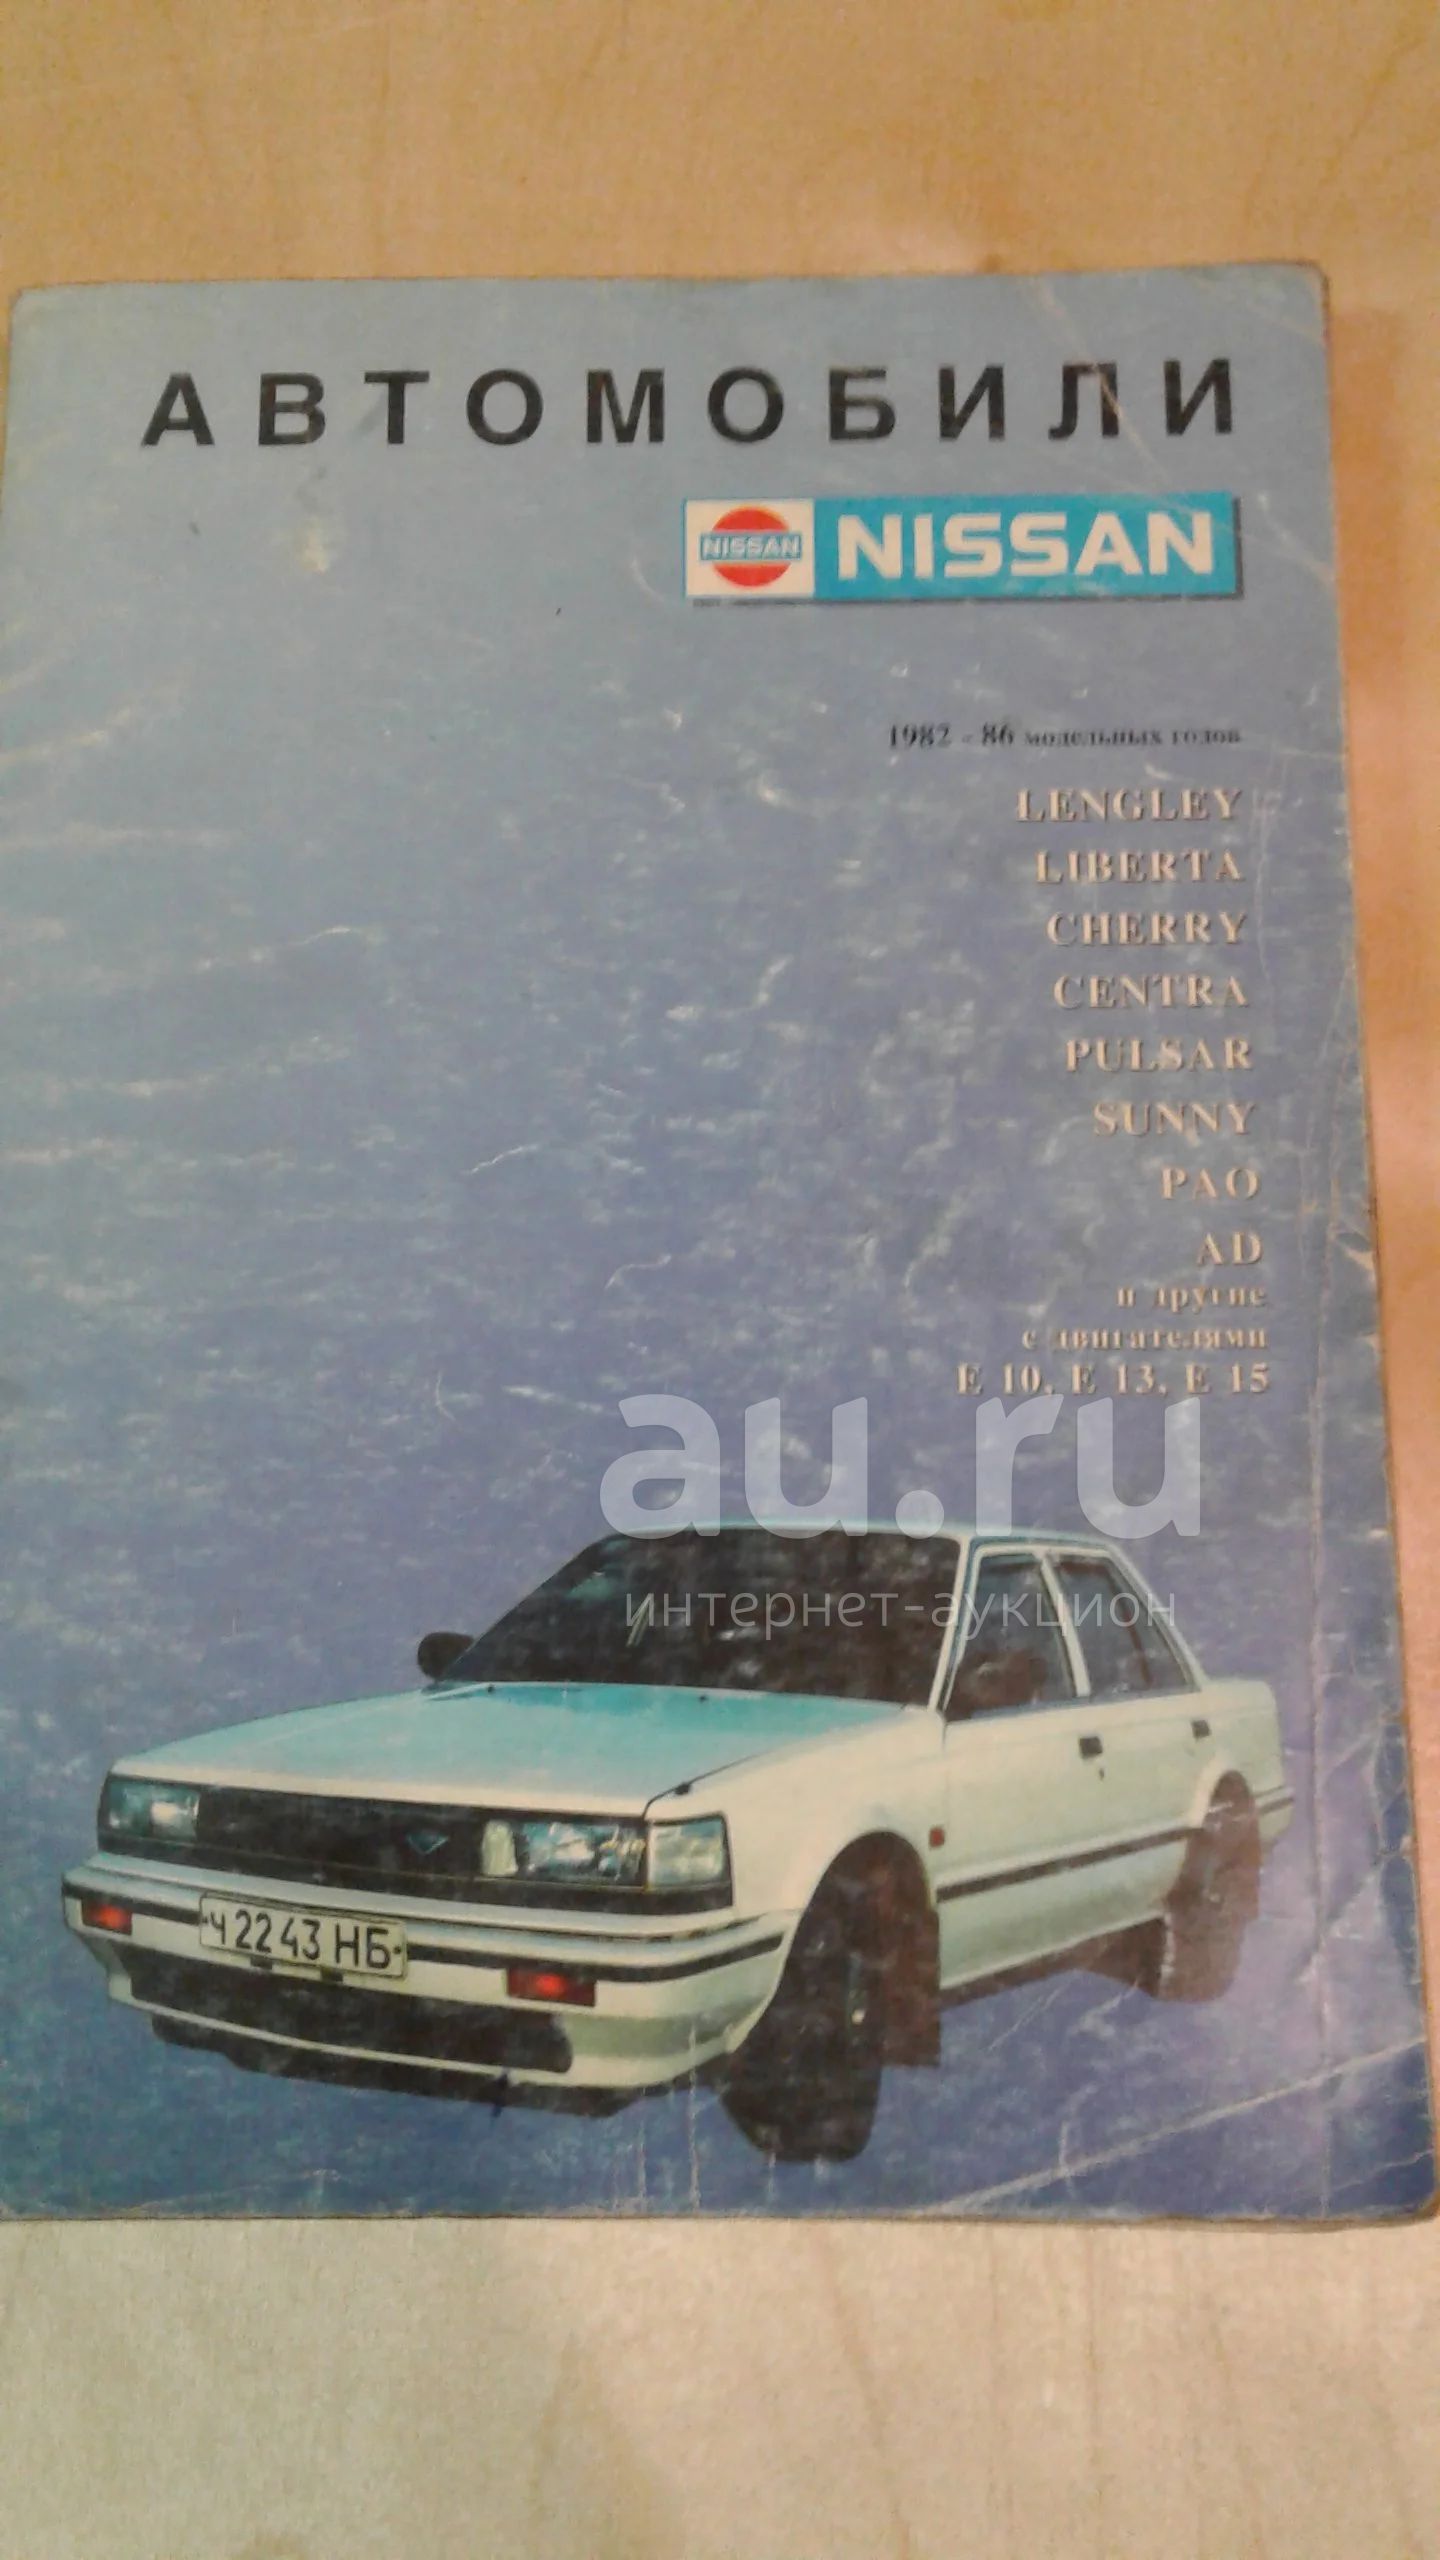 АВТОМОБИЛИ
NISSAN NISSAN
1982 - 86 модельных годов
LENGLEY
LIBERTA
CHERRY
CENTRA
PULSAR
SUNNY
PAO
AD
и другие
с двигателями
E 10, E 13, E 15
au.ru
интернет-аукцион
Ч 22 43 НБ